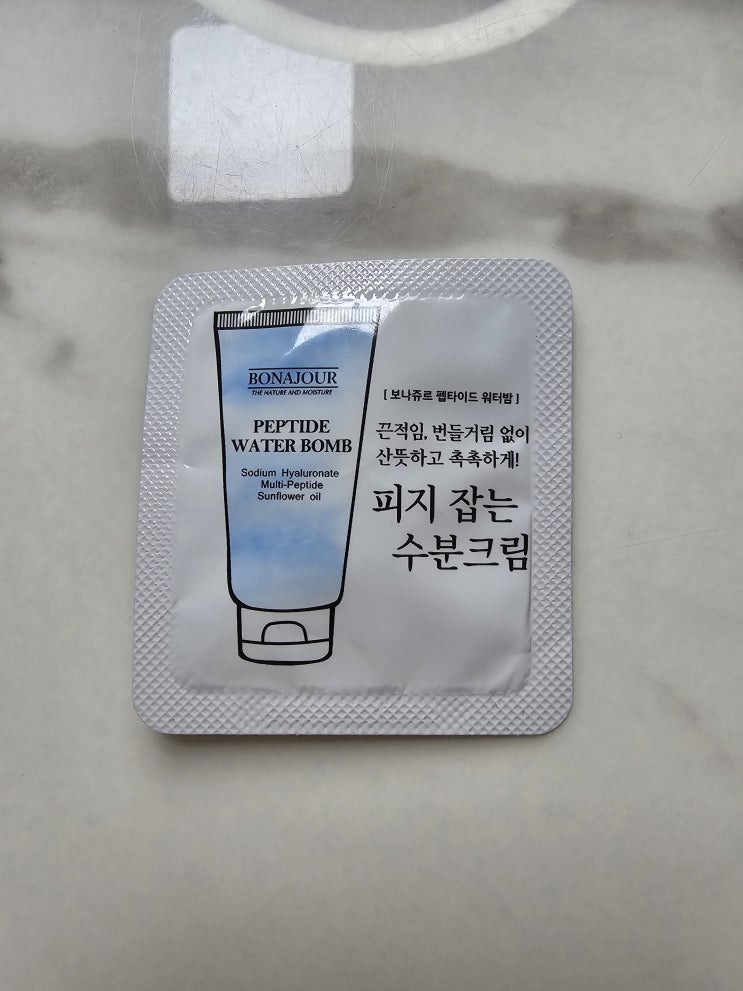 BONAJOUR
THE NATURE AND MOISTURE
PEPTIDE
WATER BOMB
Sodium Hyaluronate
Multi-Peptide
Sunflower oil
[ 보나쥬르 펩타이드 워터밤 ]
끈적임, 번들거림 없이
산뜻하고 촉촉하게!
피지 잡는
수분크림